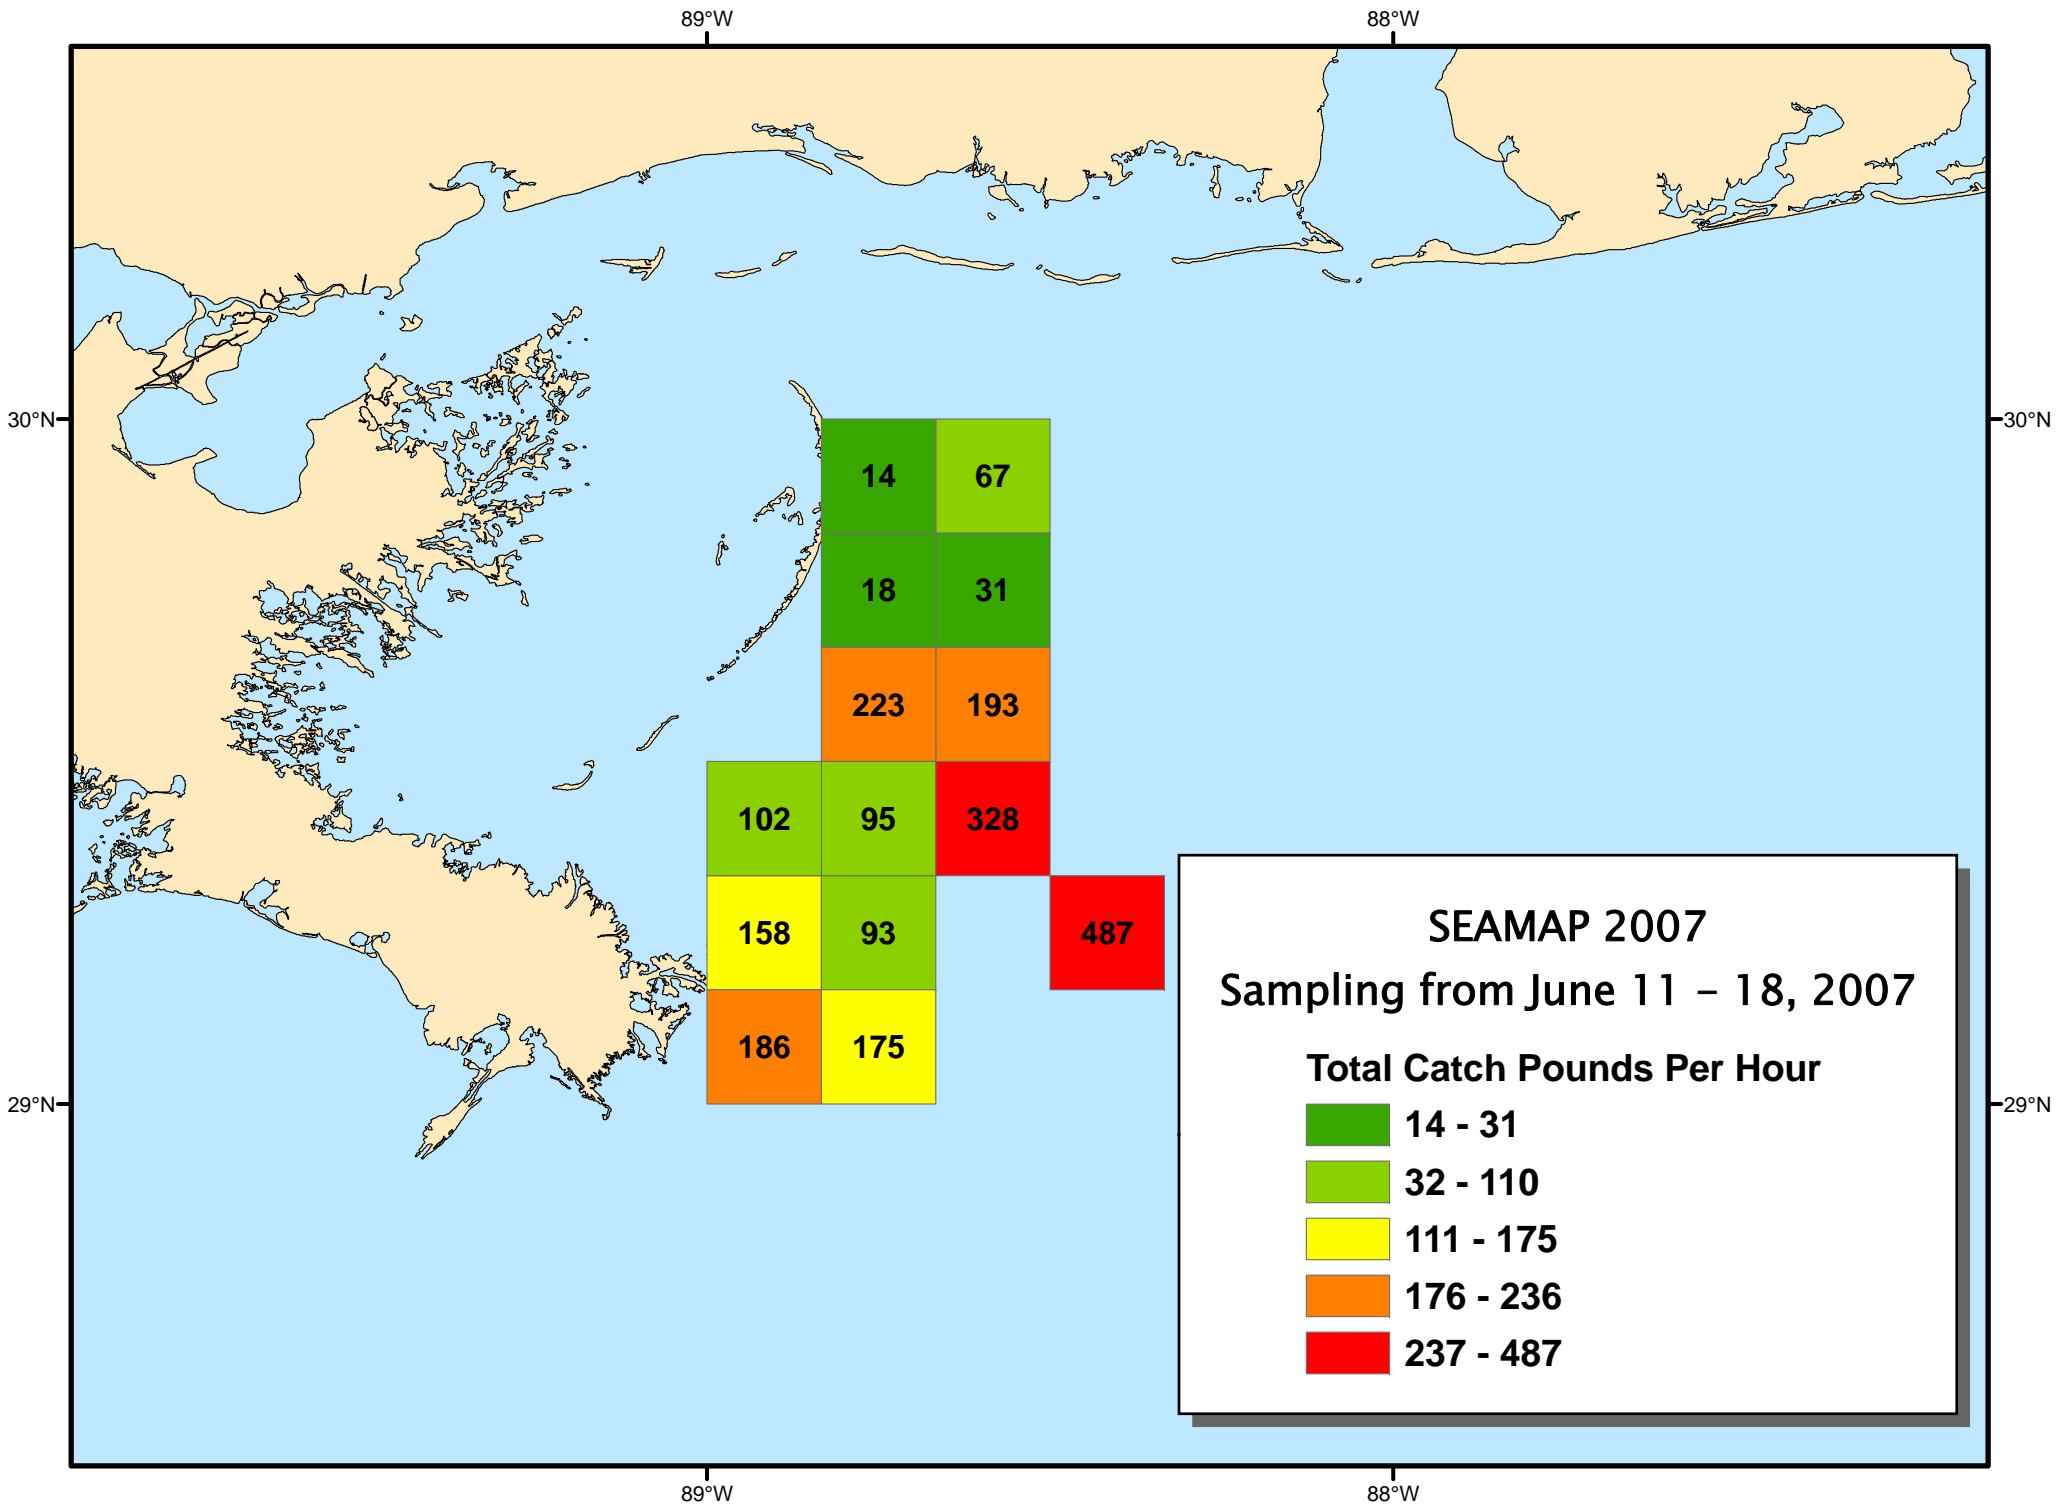 89°W 88°W
30°N 30°N
14 67
18 31
223 193
102 95 328
158 93 487
186 175
SEAMAP 2007
Sampling from June 11 – 18, 2007
Total Catch Pounds Per Hour
14 - 31
32 - 110
111 - 175
176 - 236
237 - 487
29°N 29°N
89°W 88°W